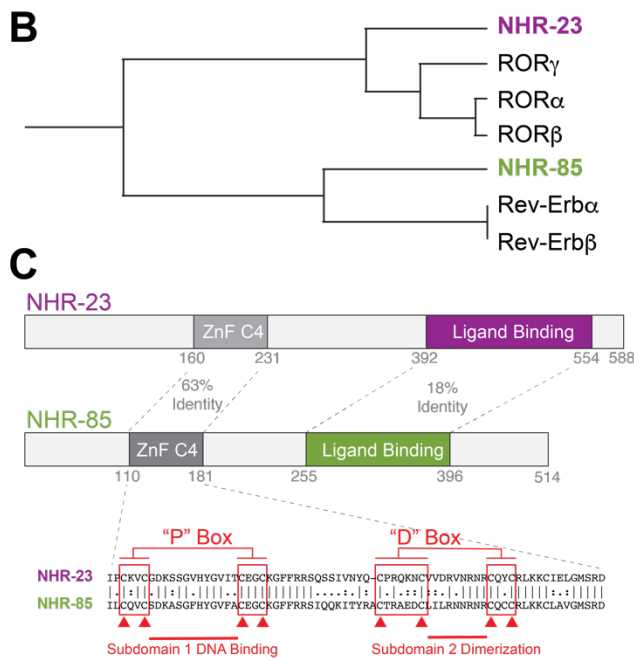 B
NHR-23
RORγ
RORα
RORβ
NHR-85
Rev-Erbα
Rev-Erbβ
C
NHR-23
ZnF C4
Ligand Binding
160
231
392
554
588
63%
Identity
18%
Identity
NHR-85
ZnF C4
Ligand Binding
110
181
255
396
514
"P" Box
"D" Box
NHR-23 IPCKVCGDKSSGVHYGVITCEGCKGFFRRSQSSIVNYQ-CPRQKNCVVDRVNRNRCQYCRLKKCIELGMSRD
NHR-85 ILCQVCSDKASGFHYGVFACEGCKGFFRRSIQQKITYRACTRAEDCLILRNNRNRCQCCRLKKCLAVGMSRD
Subdomain 1 DNA Binding
Subdomain 2 Dimerization